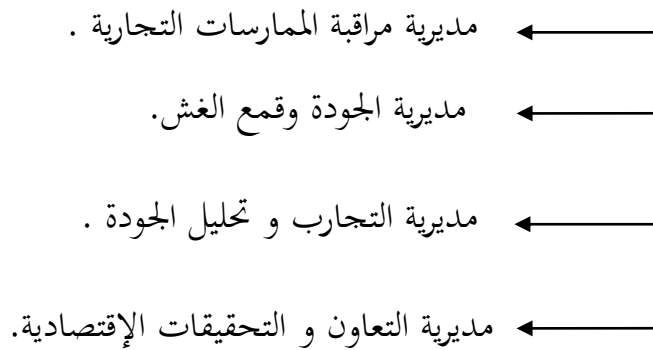 مديرية مراقبة الممارسات التجارية .
مديرية الجودة وقمع الغش.
مديرية التجارب و تحليل الجودة .
مديرية التعاون و التحقيقات الإقتصادية.